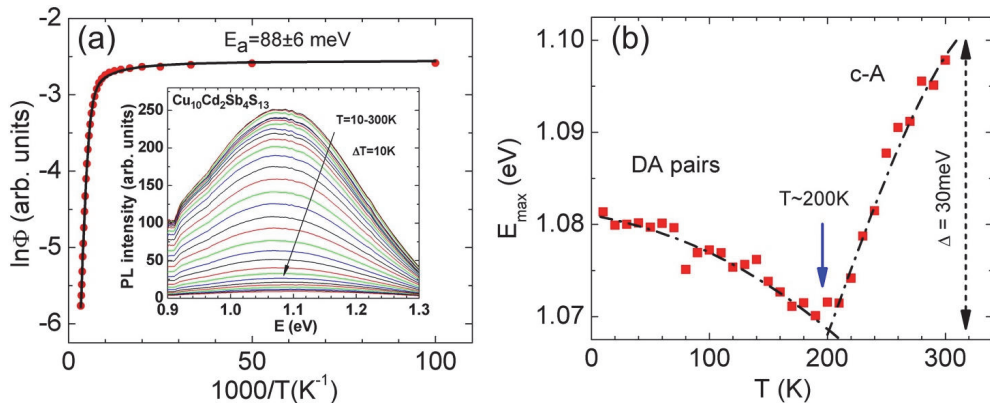 (a)
E_a=88±6 meV
lnΦ (arb. units)
-2
-3
-4
-5
-6
0
50
100
1000/T(K⁻¹)
Cu₁₀Cd₂Sb₄S₁₃
PL intensity (arb. units)
250
200
150
100
50
0
T=10-300K
ΔT=10K
0.9
1.0
1.1
1.2
1.3
E (eV)
(b)
E_max (eV)
1.10
1.09
1.08
1.07
c-A
DA pairs
T~200K
Δ = 30meV
0
100
200
300
T (K)